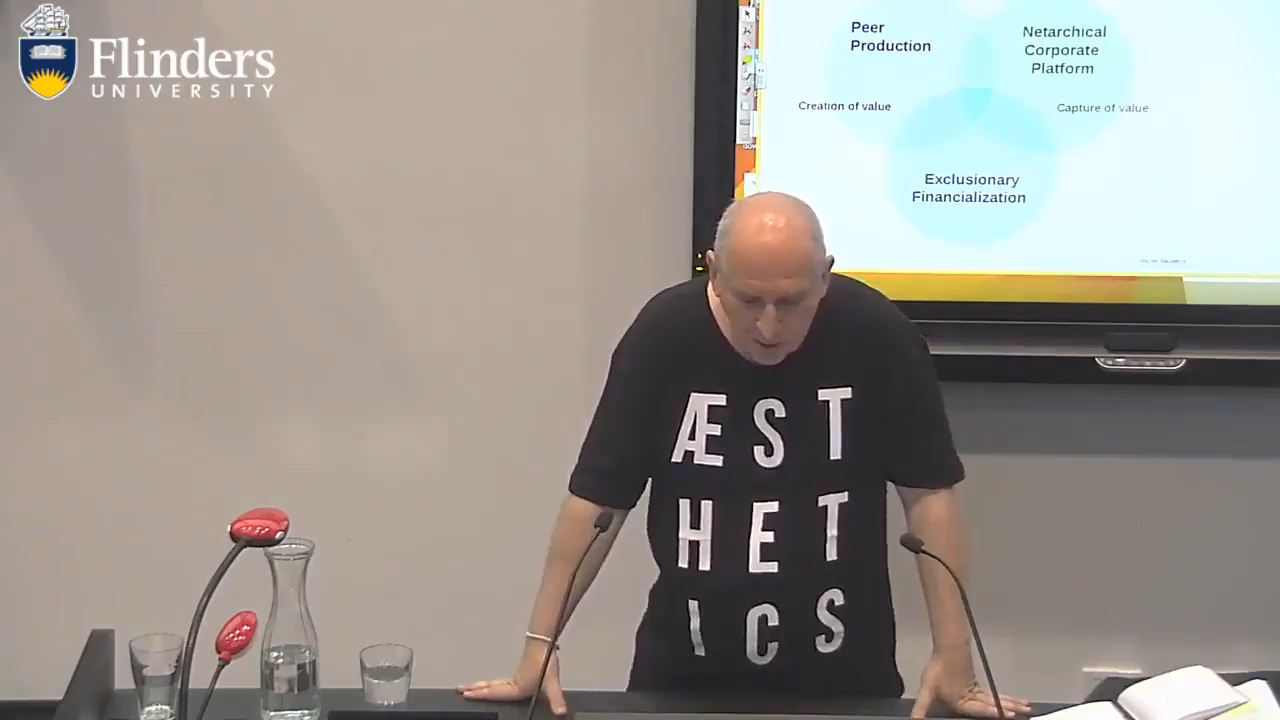 Flinders
UNIVERSITY
Peer
Production
Netarchical
Corporate
Platform
Creation of value
Capture of value
Exclusionary
Financialization
ÆST
HET
ICS